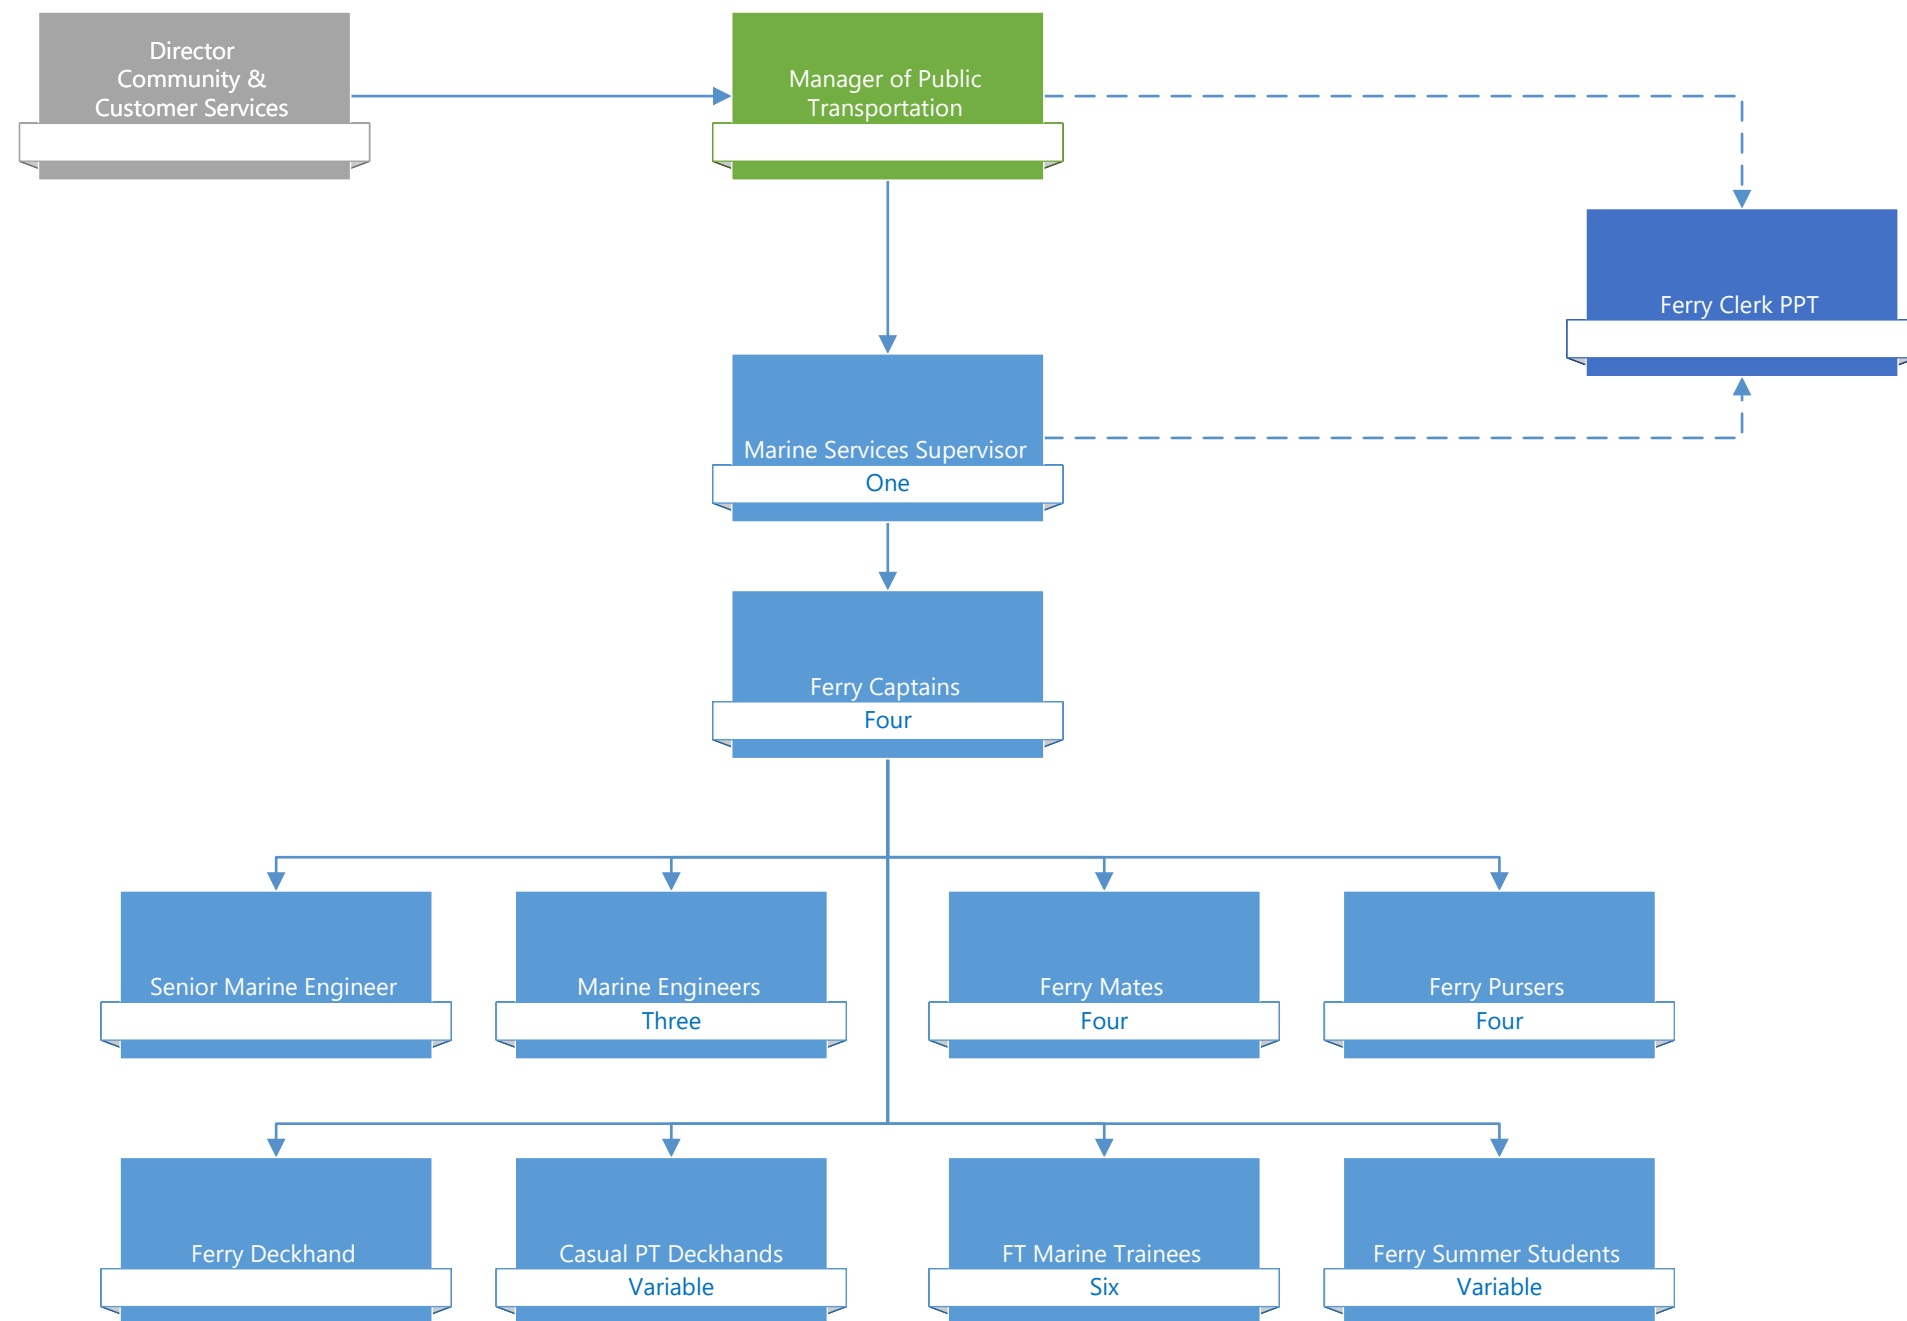 Director
Community &
Customer Services
Manager of Public
Transportation
Ferry Clerk PPT
Marine Services Supervisor
One
Ferry Captains
Four
Senior Marine Engineer
Marine Engineers
Three
Ferry Mates
Four
Ferry Pursers
Four
Ferry Deckhand
Casual PT Deckhands
Variable
FT Marine Trainees
Six
Ferry Summer Students
Variable